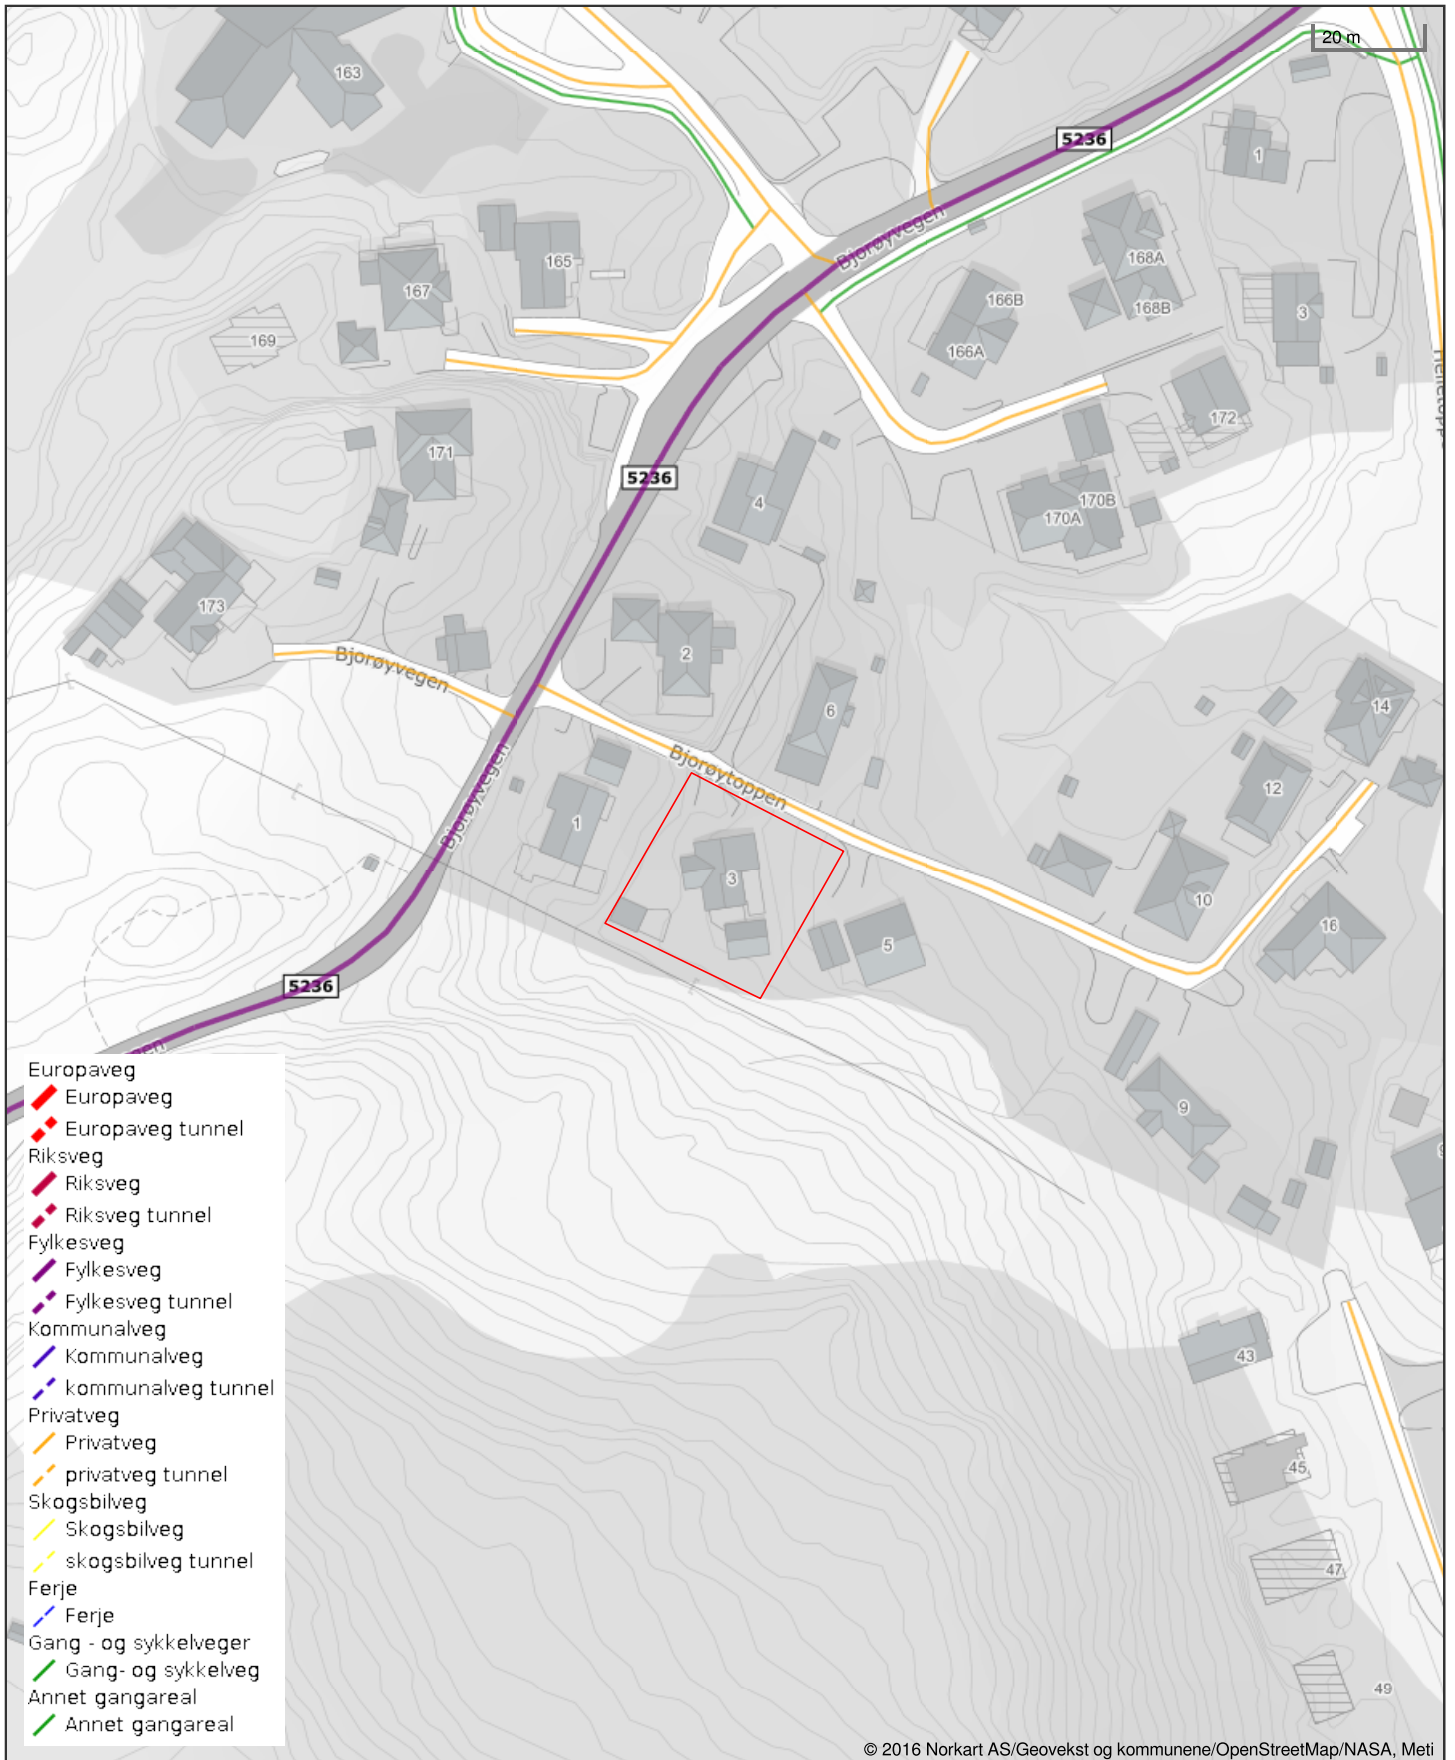 20 m
163
5236
1
Bjorøyvegen
165
167
168A
166B
168B
3
169
166A
172
171
5236
4
170B
170A
173
2
Bjorøyvegen
14
6
Bjorøytoppen
12
Bjorøyvegen
1
3
10
16
5
5236
9
43
45
47
49
Europaveg
Europaveg
Europaveg tunnel
Riksveg
Riksveg
Riksveg tunnel
Fylkesveg
Fylkesveg
Fylkesveg tunnel
Kommunalveg
Kommunalveg
kommunalveg tunnel
Privatveg
Privatveg
privatveg tunnel
Skogsbilveg
Skogsbilveg
skogsbilveg tunnel
Ferje
Ferje
Gang - og sykkelveger
Gang- og sykkelveg
Annet gangareal
Annet gangareal
© 2016 Norkart AS/Geovekst og kommunene/OpenStreetMap/NASA, Meti